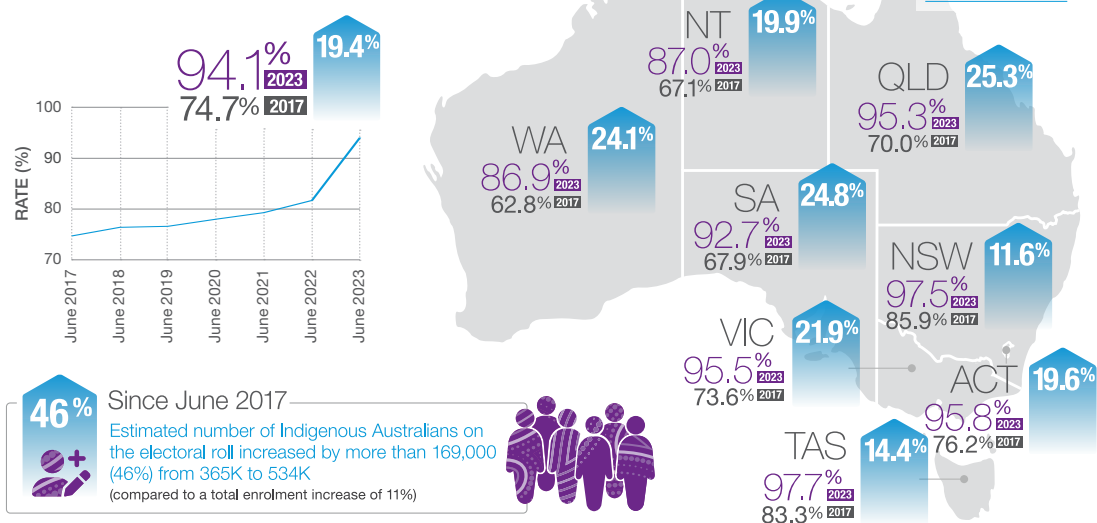 94.1% 2023
74.7% 2017
19.4%
RATE (%)
100
90
80
70
June 2017
June 2018
June 2019
June 2020
June 2021
June 2022
June 2023
NT
87.0% 2023
67.1% 2017
19.9%
QLD
95.3% 2023
70.0% 2017
25.3%
WA
86.9% 2023
62.8% 2017
24.1%
SA
92.7% 2023
67.9% 2017
24.8%
NSW
97.5% 2023
85.9% 2017
11.6%
VIC
95.5% 2023
73.6% 2017
21.9%
ACT
95.8% 2023
76.2% 2017
19.6%
TAS
97.7% 2023
83.3% 2017
14.4%
46%
Since June 2017
Estimated number of Indigenous Australians on
the electoral roll increased by more than 169,000
(46%) from 365K to 534K
(compared to a total enrolment increase of 11%)